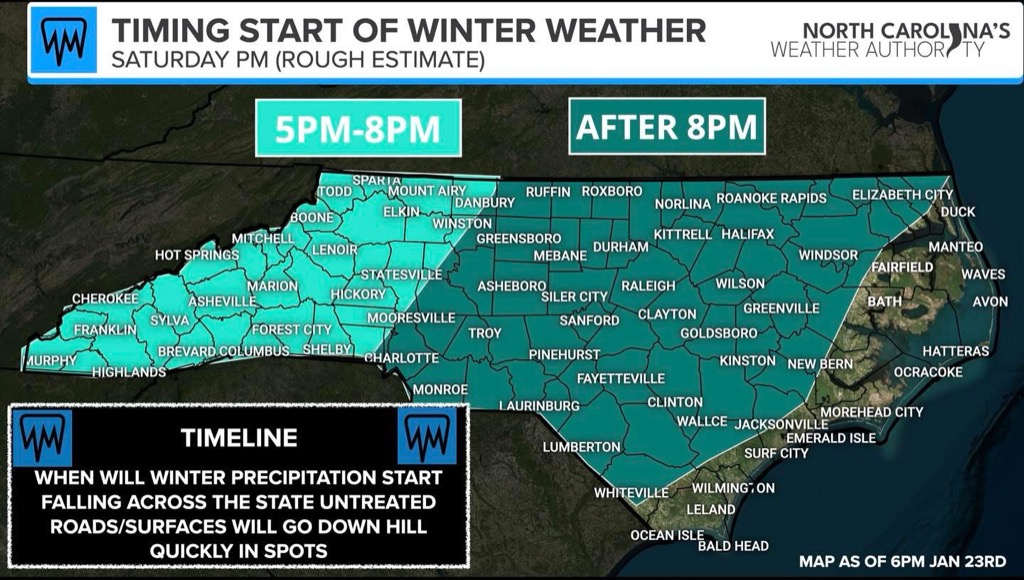 TIMING START OF WINTER WEATHER
SATURDAY PM (ROUGH ESTIMATE)
NORTH CAROLINA'S
WEATHER AUTHORITY
5PM-8PM
AFTER 8PM
SPARTA
TODD
MOUNT AIRY
DANBURY
RUFFIN
ROXBORO
NORLINA
ROANOKE RAPIDS
ELIZABETH CITY
DUCK
BOONE
ELKIN
WINSTON
GREENSBORO
MEBANE
DURHAM
KITTRELL
HALIFAX
WINDSOR
MANTEO
MITCHELL
HOT SPRINGS
LENOIR
STATESVILLE
FAIRFIELD
WAVES
MARION
HICKORY
ASHEBORO
SILER CITY
RALEIGH
WILSON
CHEROKEE
ASHEVILLE
GREENVILLE
BATH
AVON
SYLVA
FRANKLIN
FOREST CITY
MOORESVILLE
TROY
SANFORD
CLAYTON
GOLDSBORO
MURPHY
HIGHLANDS
BREVARD
COLUMBUS
SHELBY
CHARLOTTE
PINEHURST
KINSTON
NEW BERN
HATTERAS
OCRACOKE
MONROE
FAYETTEVILLE
LAURINBURG
CLINTON
WALLCE
JACKSONVILLE
MOREHEAD CITY
EMERALD ISLE
LUMBERTON
SURF CITY
WHITEVILLE
WILMINGTON
LELAND
OCEAN ISLE
BALD HEAD
TIMELINE
WHEN WILL WINTER PRECIPITATION START
FALLING ACROSS THE STATE UNTREATED
ROADS/SURFACES WILL GO DOWN HILL
QUICKLY IN SPOTS
MAP AS OF 6PM JAN 23RD